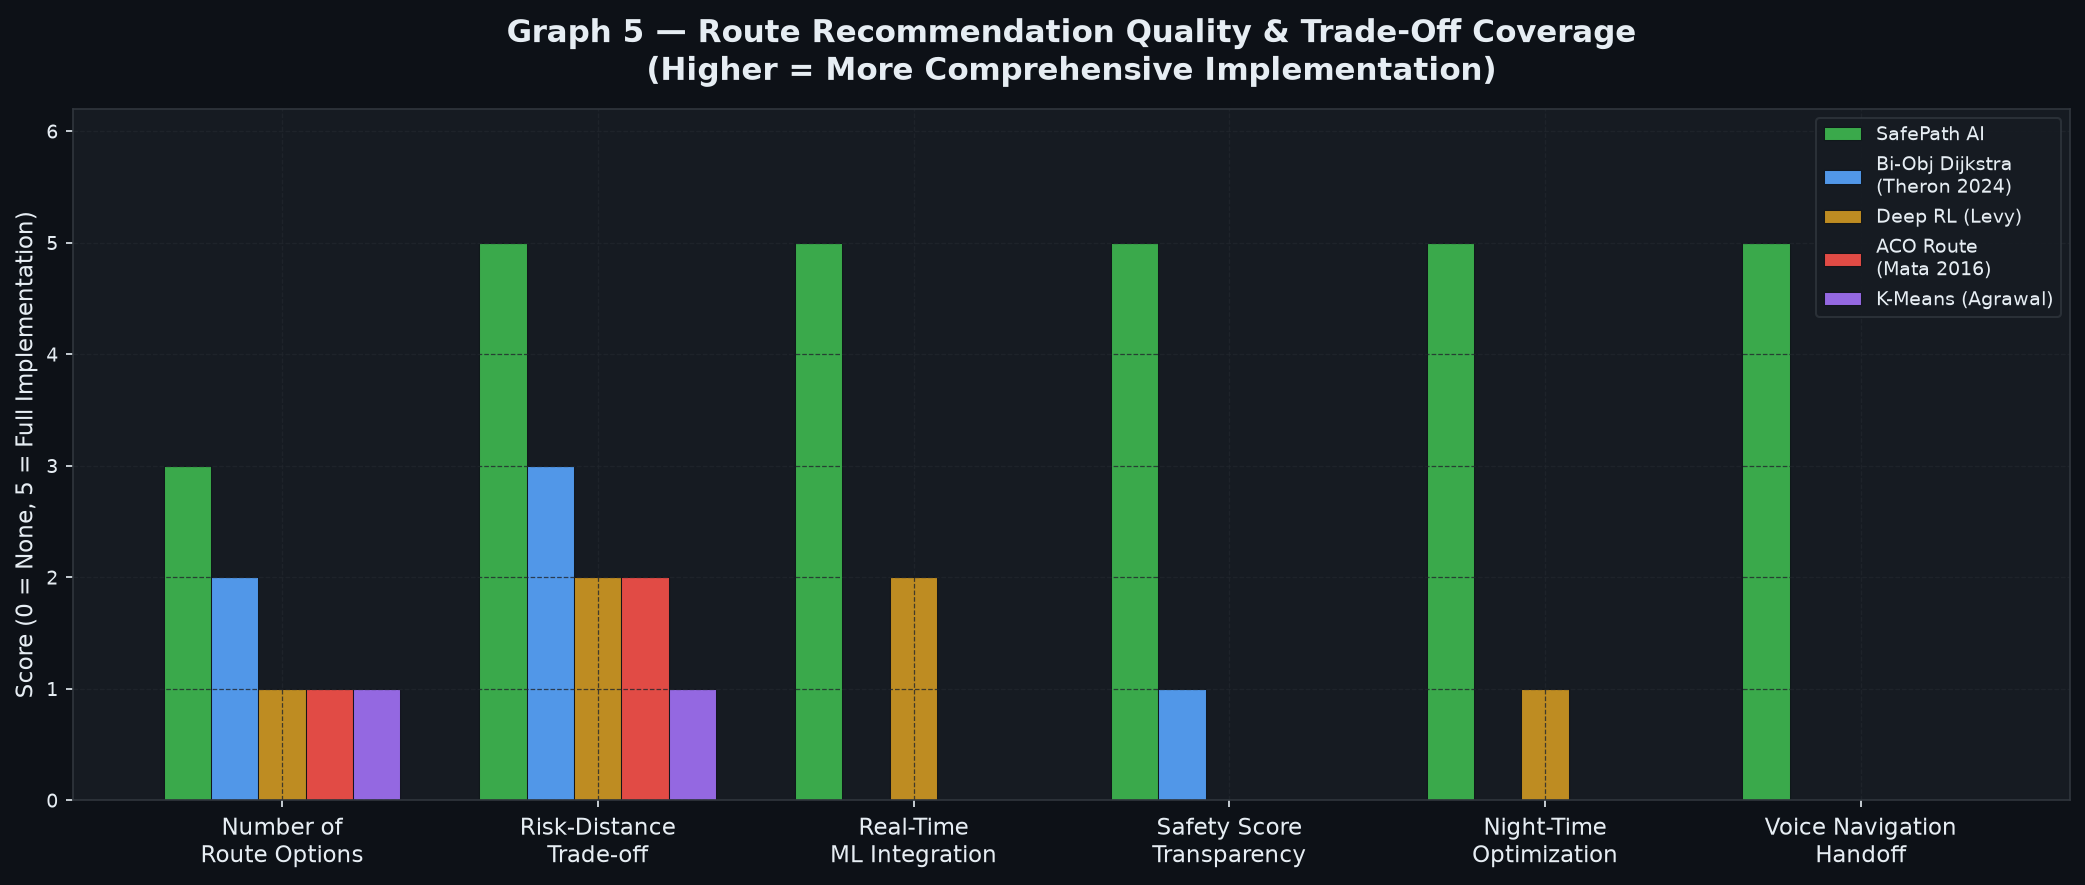 Graph 5 — Route Recommendation Quality & Trade-Off Coverage
(Higher = More Comprehensive Implementation)
Score (0 = None, 5 = Full Implementation)
6
5
4
3
2
1
0
SafePath AI
Bi-Obj Dijkstra
(Theron 2024)
Deep RL (Levy)
ACO Route
(Mata 2016)
K-Means (Agrawal)
Number of
Route Options
Risk-Distance
Trade-off
Real-Time
ML Integration
Safety Score
Transparency
Night-Time
Optimization
Voice Navigation
Handoff